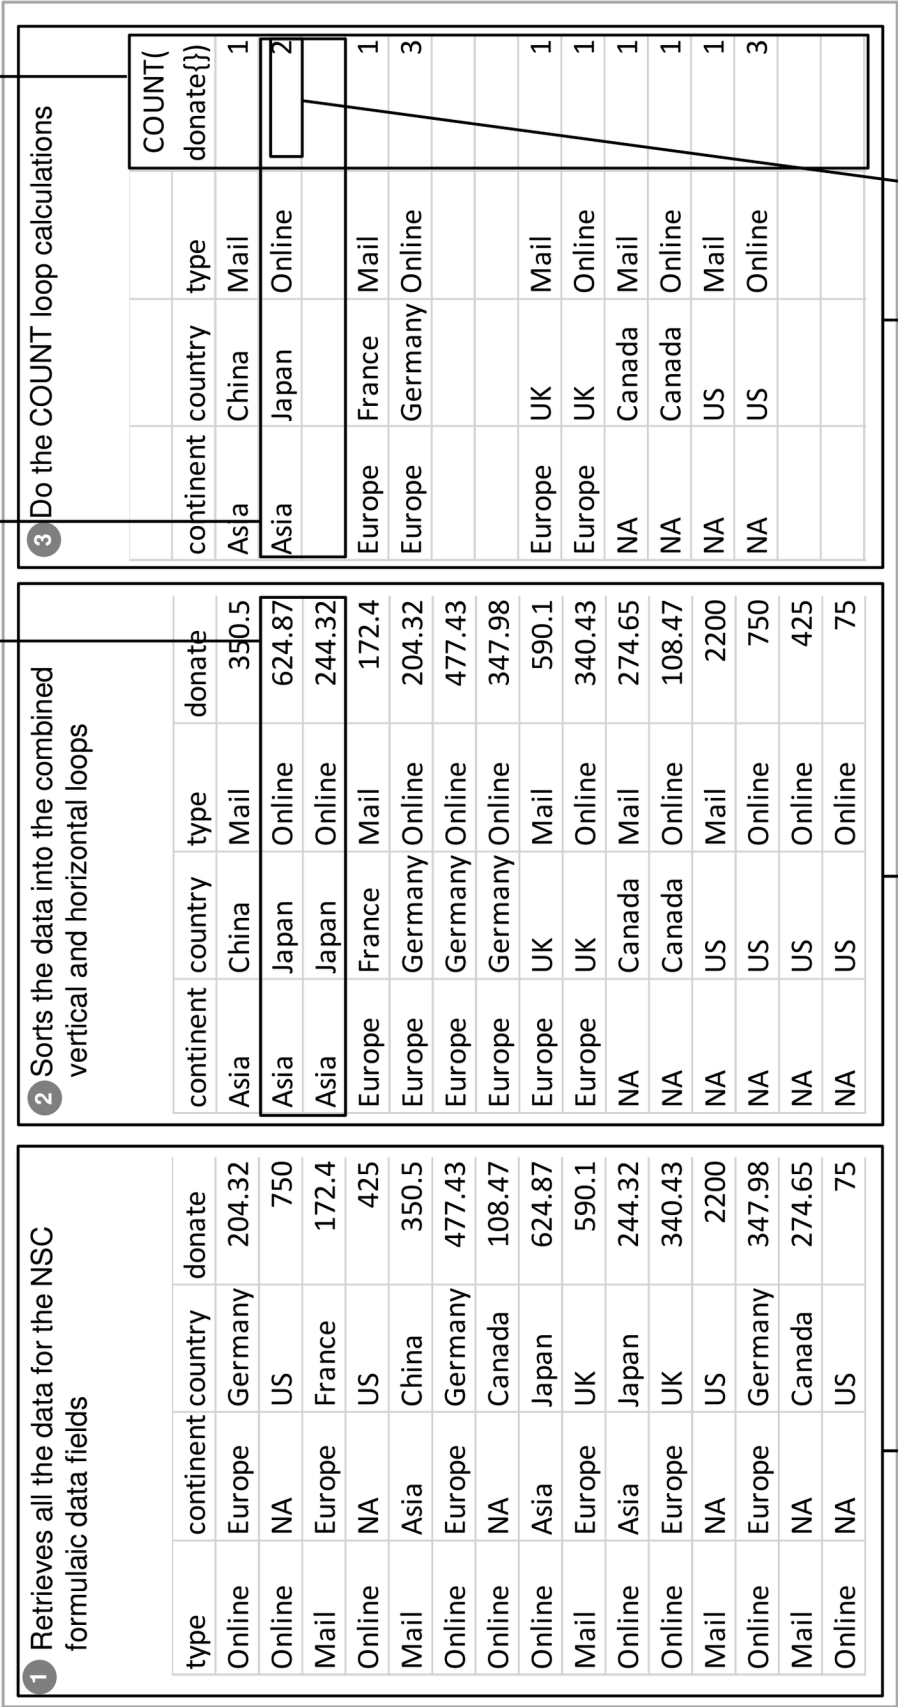 1 Retrieves all the data for the NSC
formulaic data fields
type continent country donate
Online Europe Germany 204.32
Online NA US 750
Mail Europe France 172.4
Online NA US 425
Mail Asia China 350.5
Online Europe Germany 477.43
Online NA Canada 108.47
Online Asia Japan 624.87
Mail Europe UK 590.1
Online Asia Japan 244.32
Online Europe UK 340.43
Mail NA US 2200
Online Europe Germany 347.98
Mail NA Canada 274.65
Online NA US 75
2 Sorts the data into the combined
vertical and horizontal loops
continent country type donate
Asia China Mail 350.5
Asia Japan Online 624.87
Asia Japan Online 244.32
Europe France Mail 172.4
Europe Germany Online 204.32
Europe Germany Online 477.43
Europe Germany Online 347.98
Europe UK Mail 590.1
Europe UK Online 340.43
NA Canada Mail 274.65
NA Canada Online 108.47
NA US Mail 2200
NA US Online 750
NA US Online 425
NA US Online 75
3 Do the COUNT loop calculations
COUNT(
continent country type donate{})
Asia China Mail 1
Asia Japan Online 2
Europe France Mail 1
Europe Germany Online 3
Europe UK Mail 1
Europe UK Online 1
NA Canada Mail 1
NA Canada Online 1
NA US Mail 1
NA US Online 3